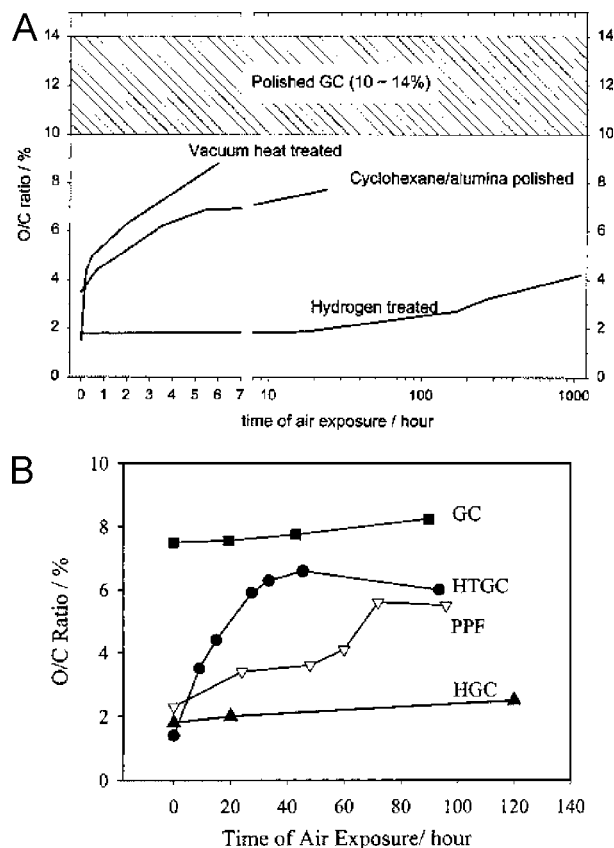 A
14
12
10
8
6
4
2
0
O/C ratio / %
Polished GC (10 ~ 14%)
Vacuum heat treated
Cyclohexane/alumina polished
Hydrogen treated
14
12
10
8
6
4
2
0
0 1 2 3 4 5 6 7 10 100 1000
time of air exposure / hour
B
10
8
6
4
2
0
O/C Ratio / %
GC
HTGC
PPF
HGC
0 20 40 60 80 100 120 140
Time of Air Exposure/ hour